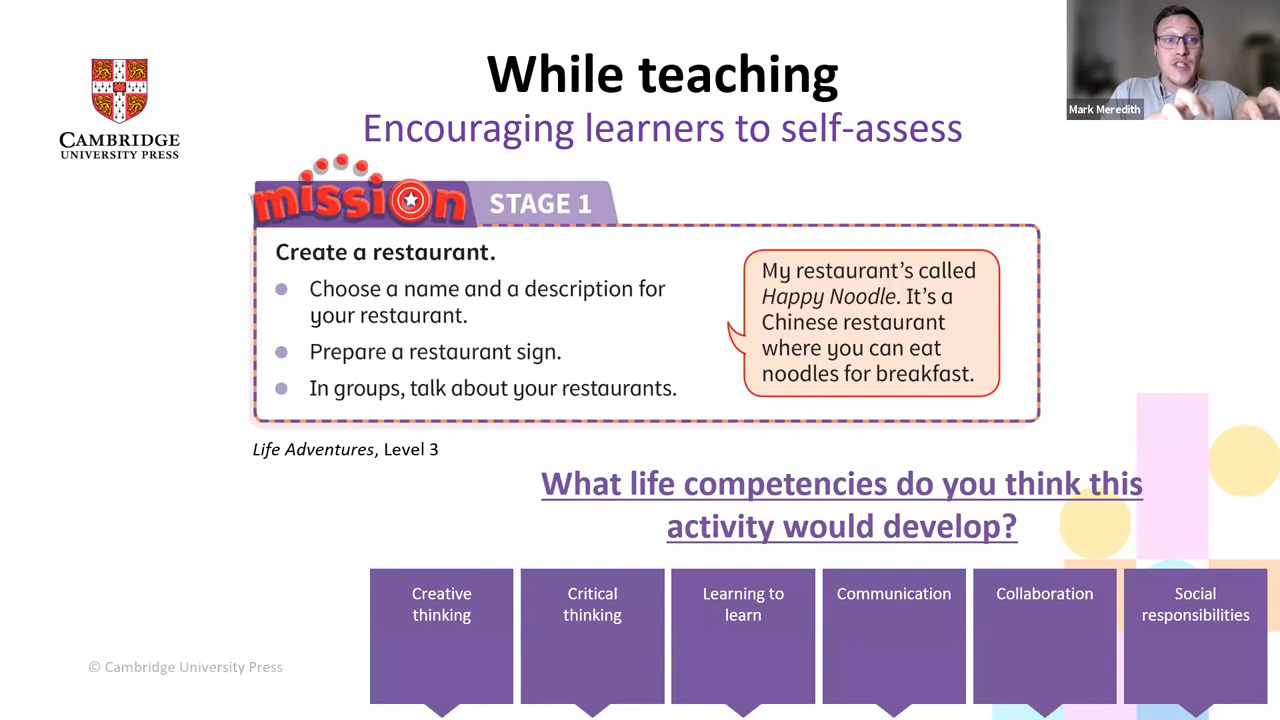 While teaching
Encouraging learners to self-assess
CAMBRIDGE
UNIVERSITY PRESS
Mark Meredith
mission
STAGE 1
Create a restaurant.
Choose a name and a description for
your restaurant.
Prepare a restaurant sign.
In groups, talk about your restaurants.
My restaurant's called
Happy Noodle. It's a
Chinese restaurant
where you can eat
noodles for breakfast.
Life Adventures, Level 3
What life competencies do you think this
activity would develop?
Creative
thinking
Critical
thinking
Learning to
learn
Communication
Collaboration
Social
responsibilities
© Cambridge University Press